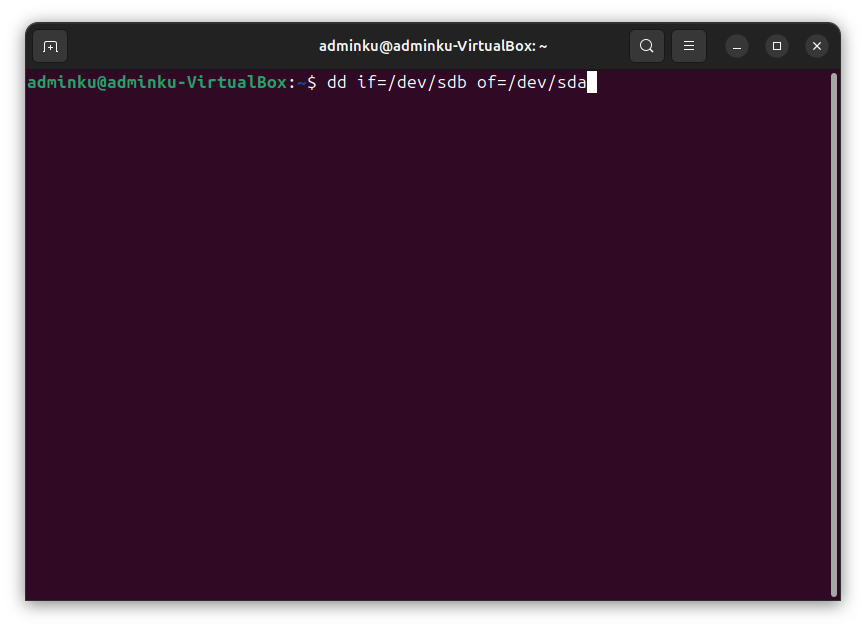 adminku@adminku-VirtualBox: ~
adminku@adminku-VirtualBox:~$ dd if=/dev/sdb of=/dev/sda